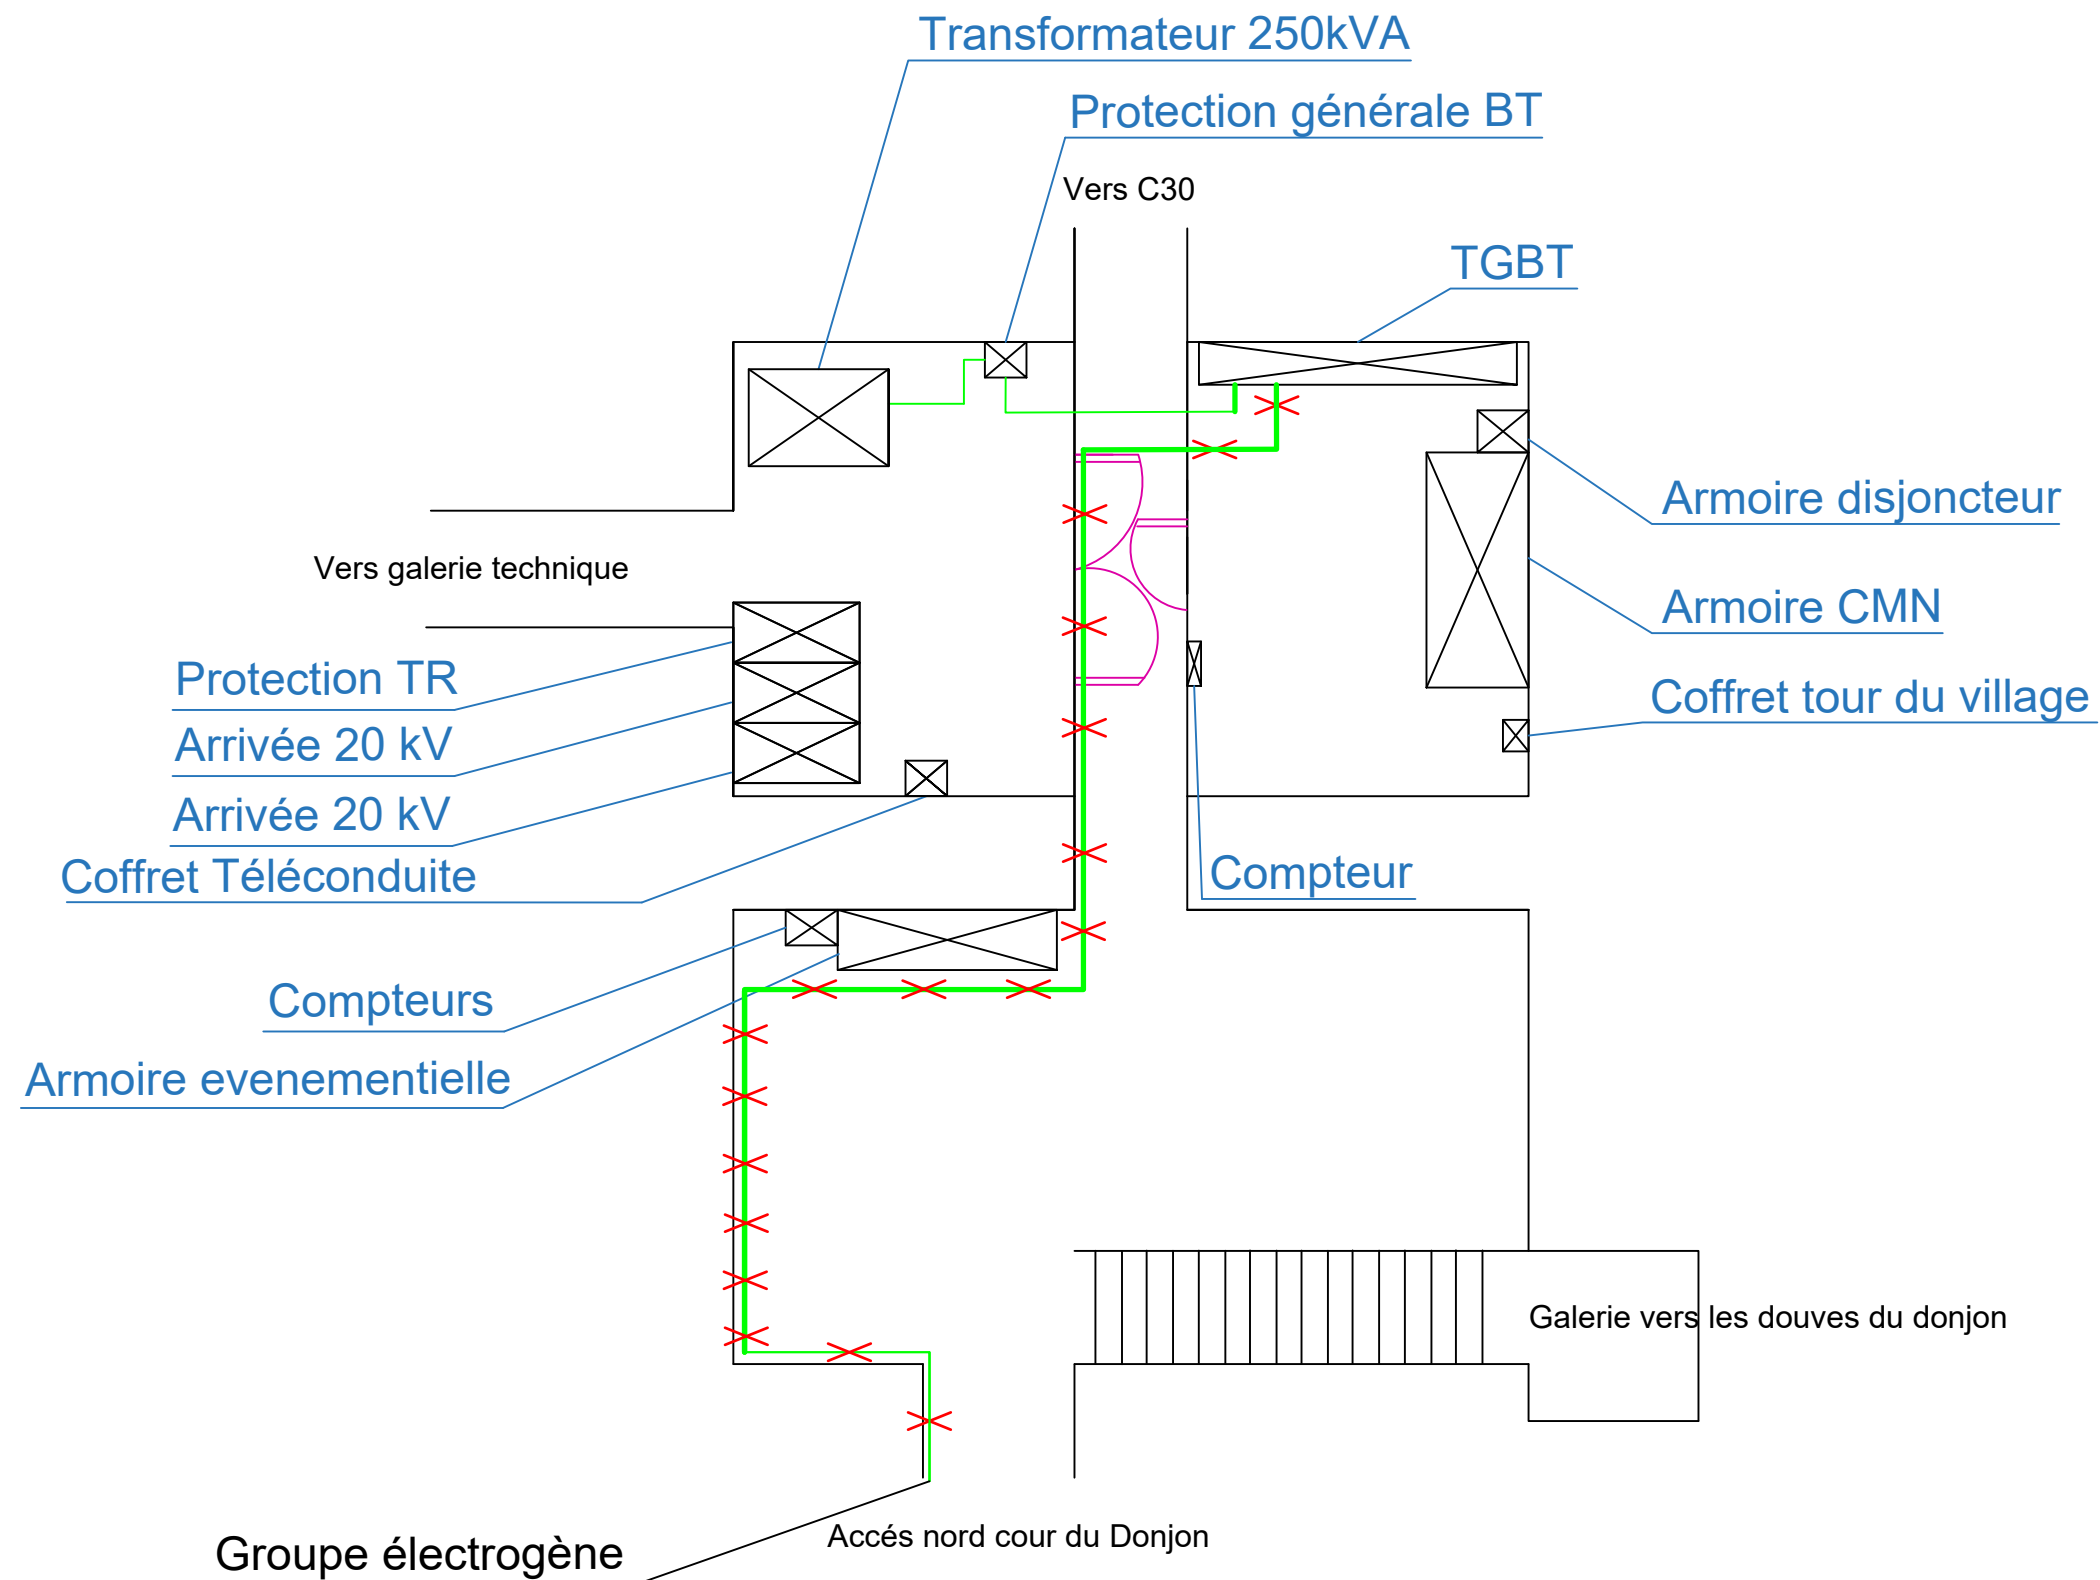 Transformateur 250kVA
Protection générale BT
Vers C30
TGBT
Armoire disjoncteur
Vers galerie technique
Armoire CMN
Protection TR
Coffret tour du village
Arrivée 20 kV
Arrivée 20 kV
Coffret Téléconduite
Compteur
Compteurs
Armoire evenementielle
Galerie vers les douves du donjon
Accés nord cour du Donjon
Groupe électrogène